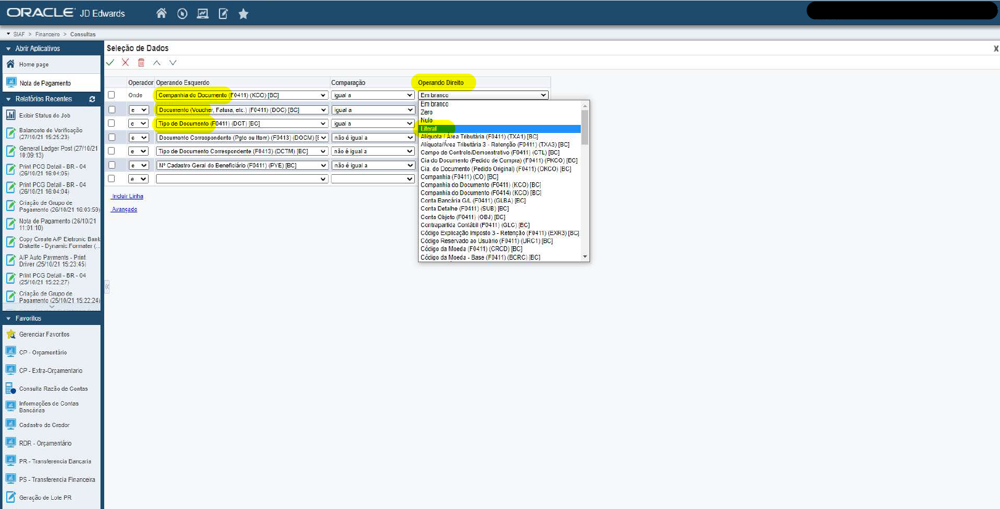 ORACLE® JD Edwards
SIAF > Financeiro > Consultas
Abrir Aplicativos
Home page
Nota de Pagamento
Relatórios Recentes
Exibir Status do Job
Balancete de Verificação
(27/10/21 15:25:23)
General Ledger Post (27/10/21
10:09:13)
Print PCG Detail - BR - 04
(26/10/21 16:04:05)
Print PCG Detail - BR - 04
(26/10/21 16:04:04)
Criação de Grupo de
Pagamento (26/10/21 16:03:59)
Nota de Pagamento (26/10/21
11:01:10)
Copy Create A/P Eletronic Bank
Diskette - Dynamic Formater (...
A/P Auto Payments - Print
Driver (25/10/21 15:23:45)
Print PCG Detail - BR - 04
(25/10/21 15:22:27)
Criação de Grupo de
Pagamento (25/10/21 15:22:24)
Favoritos
Gerenciar Favoritos
CP - Orçamentário
CP - Extra-Orçamentario
Consulta Razão de Contas
Informações de Contas
Bancárias
Cadastro de Credor
RDR - Orçamentário
PR - Transferencia Bancaria
PS - Transferencia Financeira
Geração de Lote PR
Seleção de Dados
X
Operador Operando Esquerdo Comparação Operando Direito
Onde Companhia do Documento (F0411) (KCO) [BC] igual a Em branco
e Documento (Voucher, Fatura, etc.) (F0411) (DOC) [BC] igual a
e Tipo de Documento (F0411) (DCT) [BC] igual a
e Documento Correspondente (Pgto ou Item) (F0413) (DOCM) [E não é igual a
e Tipo de Documento Correspondente (F0413) (DCTM) [BC] não é igual a
e Nº Cadastro Geral do Beneficiário (F0411) (PYE) [BC] não é igual a
e
Incluir Linha
Avançado
Em branco
Zero
Nulo
Literal
Alíquota / Área Tributária (F0411) (TXA1) [BC]
Alíquota/Área Tributária 3 - Retenção (F0411) (TXA3) [BC]
Campo de Controle/Demonstrativo (F0411) (CTL) [BC]
Cia do Documento (Pedido de Compra) (F0411) (PKCO) [BC]
Cia. do Documento (Pedido Original) (F0411) (OKCO) [BC]
Companhia (F0411) (CO) [BC]
Companhia do Documento (F0411) (KCO) [BC]
Companhia do Documento (F0414) (KCO) [BC]
Conta Bancária G/L (F0411) (GLBA) [BC]
Conta Detalhe (F0411) (SUB) [BC]
Conta Objeto (F0411) (OBJ) [BC]
Contrapartida Contábil (F0411) (GLC) [BC]
Código Explicação Imposto 3 - Retenção (F0411) (EXR3) [BC]
Código Reservado ao Usuário (F0411) (URC1) [BC]
Código da Moeda (F0411) (CRCD) [BC]
Código da Moeda - Base (F0411) (BCRC) [BC]